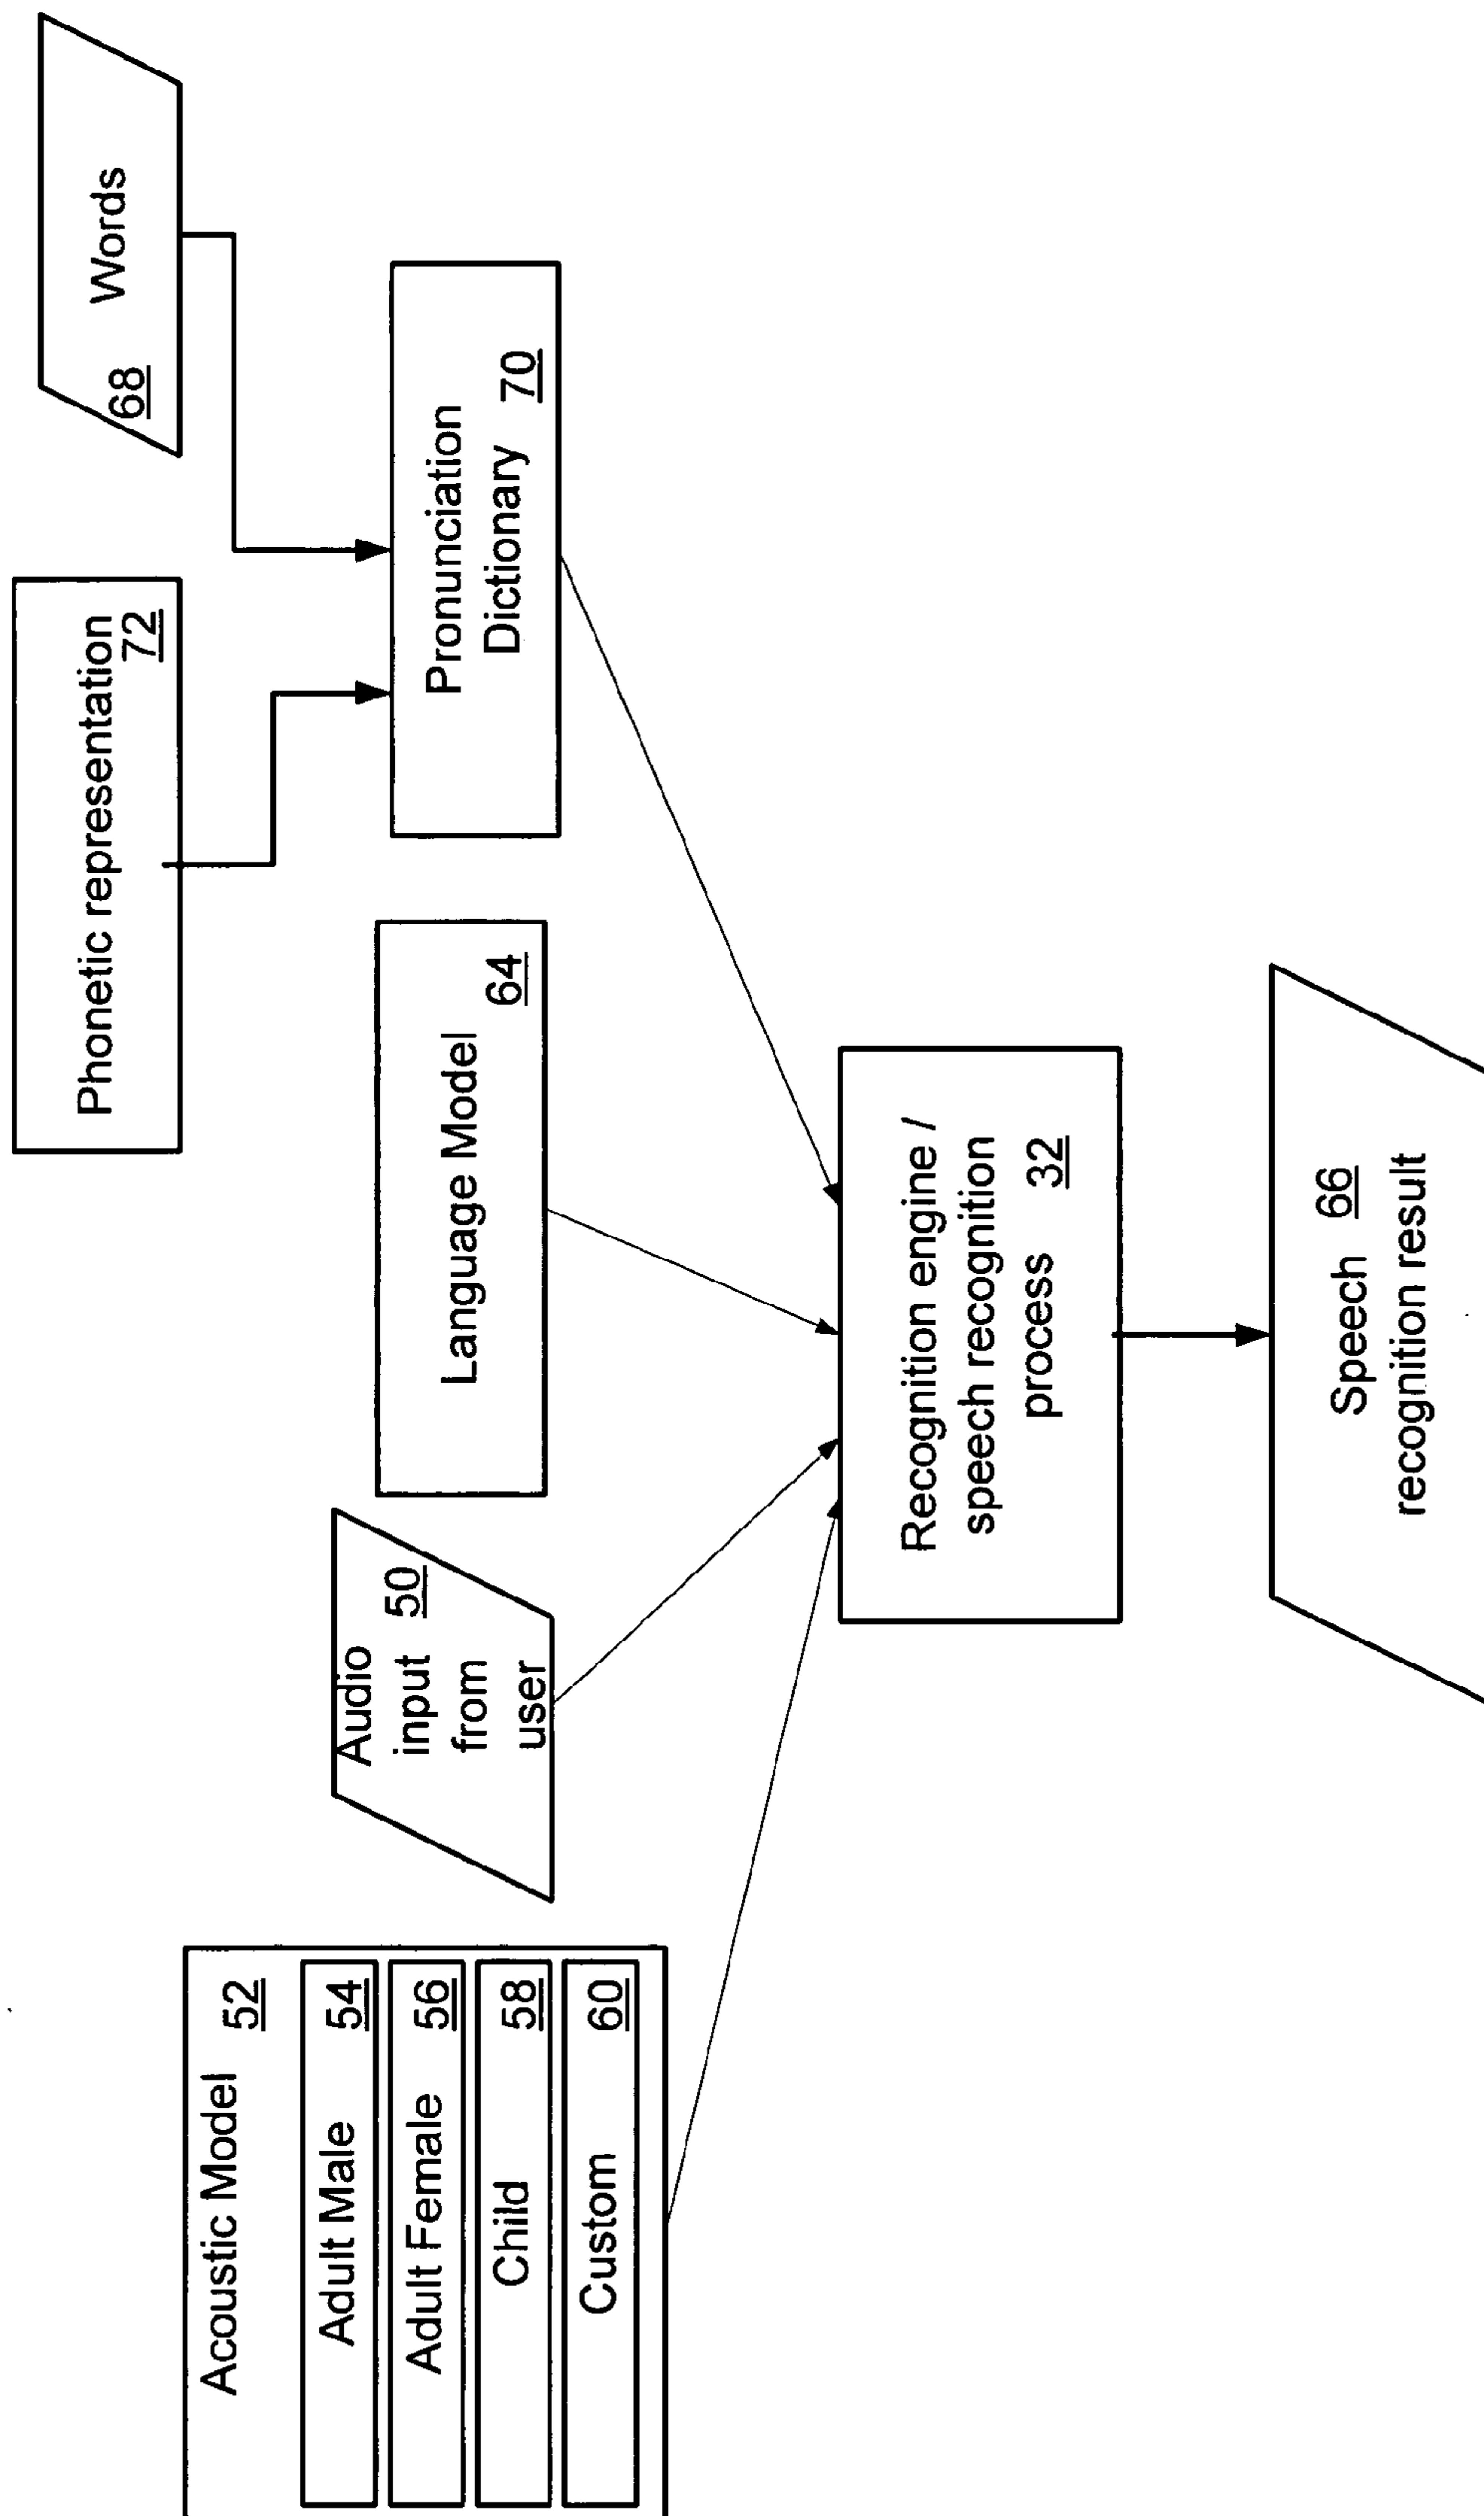 Acoustic Model 52
Adult Male 54
Adult Female 56
Child 58
Custom 60
Audio
input 50
from
user
Language Model 64
Phonetic representation
72
68 Words
Pronunciation
Dictionary 70
Recognition engine /
speech recognition
process 32
Speech 66
recognition result